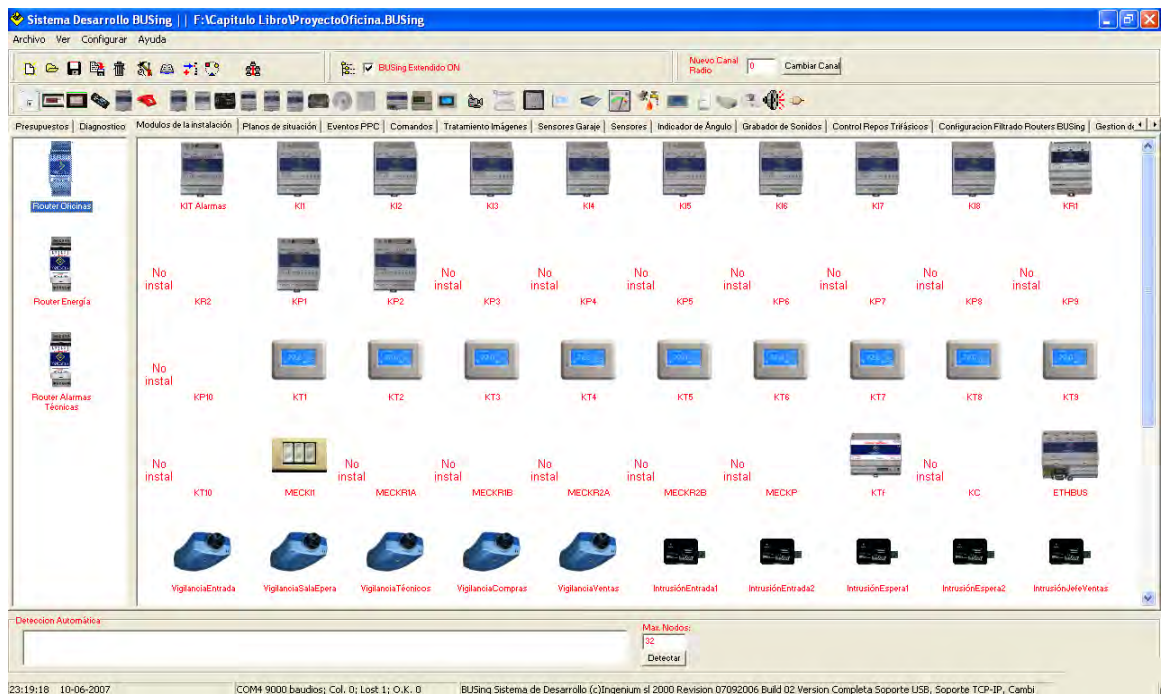 Sistema Desarrollo BUSing || F:\Capitulo Libro\ProyectoOficina.BUSing
Archivo Ver Configurar Ayuda
BUSing Extendido ON
Nuevo Canal
Radio
0
Cambiar Canal
Presupuestos Diagnostico Modulos de la instalación Planos de situación Eventos PPC Comandos Tratamiento Imágenes Sensores Garaje Sensores Indicador de Ángulo Grabador de Sonidos Control Repos Trifásicos Configuracion Filtrado Routers BUSing Gestion de
Router Oficinas
Router Energía
Router Alarmas
Técnicas
KIT Alarmas KI1 KI2 KI3 KI4 KI5 KI6 KI7 KI8 KR1
No
instal
KR2 KP1 KP2
No
instal
KP3
No
instal
KP4
No
instal
KP5
No
instal
KP6
No
instal
KP7
No
instal
KP8
No
instal
KP9
No
instal
KP10 KT1 KT2 KT3 KT4 KT5 KT6 KT7 KT8 KT9
No
instal
KT10 MECKI1
No
instal
MECKR1A
No
instal
MECKR1B
No
instal
MECKR2A
No
instal
MECKR2B
No
instal
MECKP KTr
No
instal
KC ETHBUS
VigilanciaEntrada VigilanciaSalaEpera VigilanciaTécnicos VigilanciaCompras VigilanciaVentas IntrusiónEntrada1 IntrusiónEntrada2 IntrusiónEspera1 IntrusiónEspera2 IntrusiónJefeVentas
Deteccion Automática
Max. Nodos:
32
Detectar
23:19:18 10-06-2007 COM4 9000 baudios; Col. 0; Lost 1; O.K. 0 BUSing Sistema de Desarrollo (c)Ingenium sl 2000 Revision 07092006 Build 02 Version Completa Soporte USB, Soporte TCP-IP, Cambi